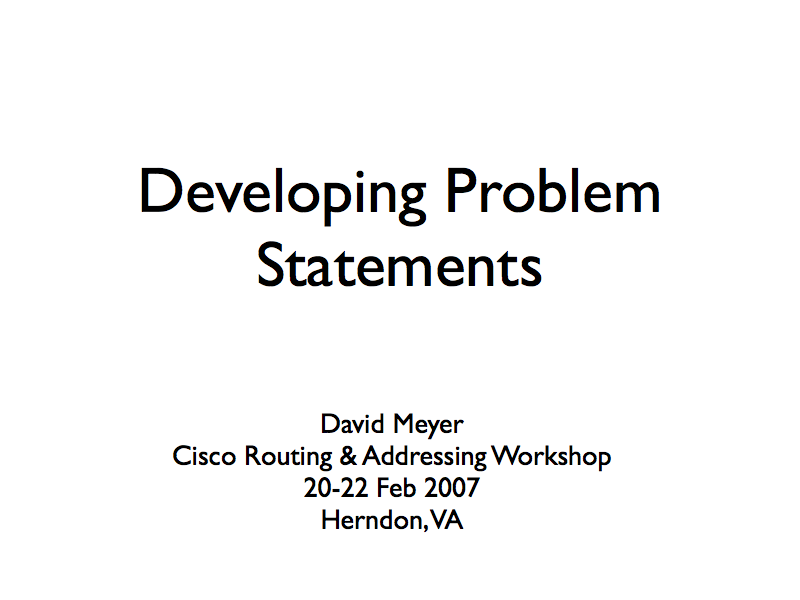 Developing Problem
Statements
David Meyer
Cisco Routing & Addressing Workshop
20-22 Feb 2007
Herndon, VA